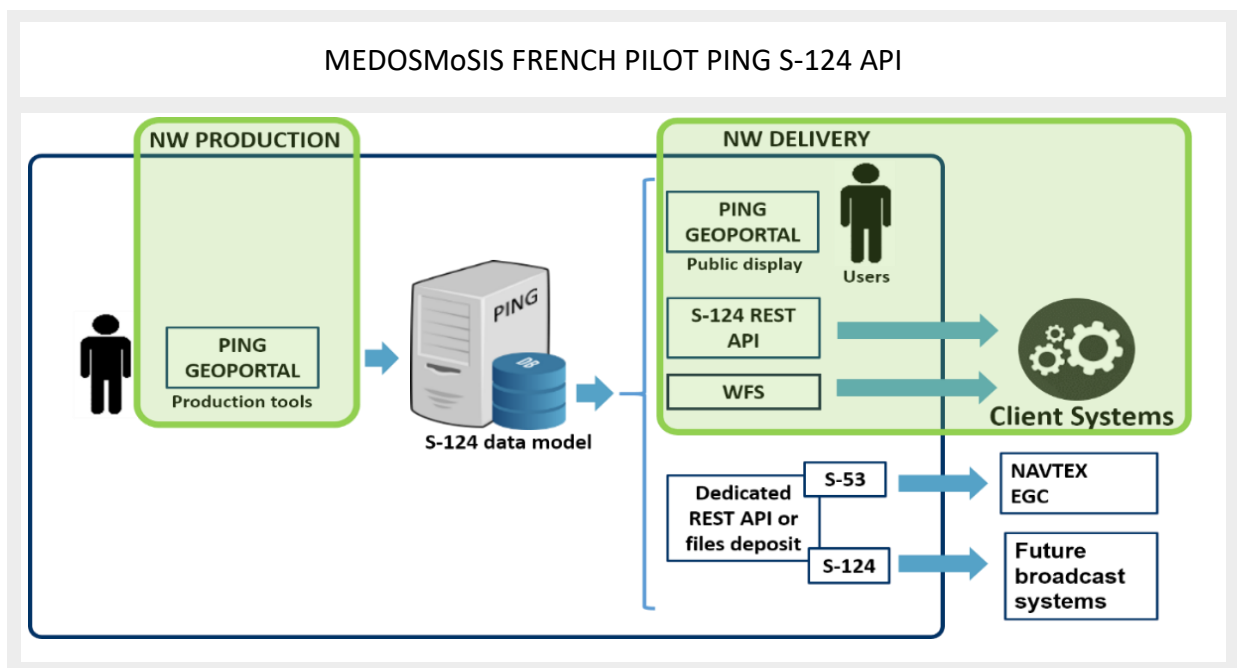 MEDOSMoSIS FRENCH PILOT PING S-124 API
NW PRODUCTION
PING
GEOPORTAL
Production tools
PING
DB
S-124 data model
NW DELIVERY
PING
GEOPORTAL
Public display
Users
S-124 REST
API
WFS
Client Systems
Dedicated
REST API or
files deposit
S-53
S-124
NAVTEX
EGC
Future
broadcast
systems